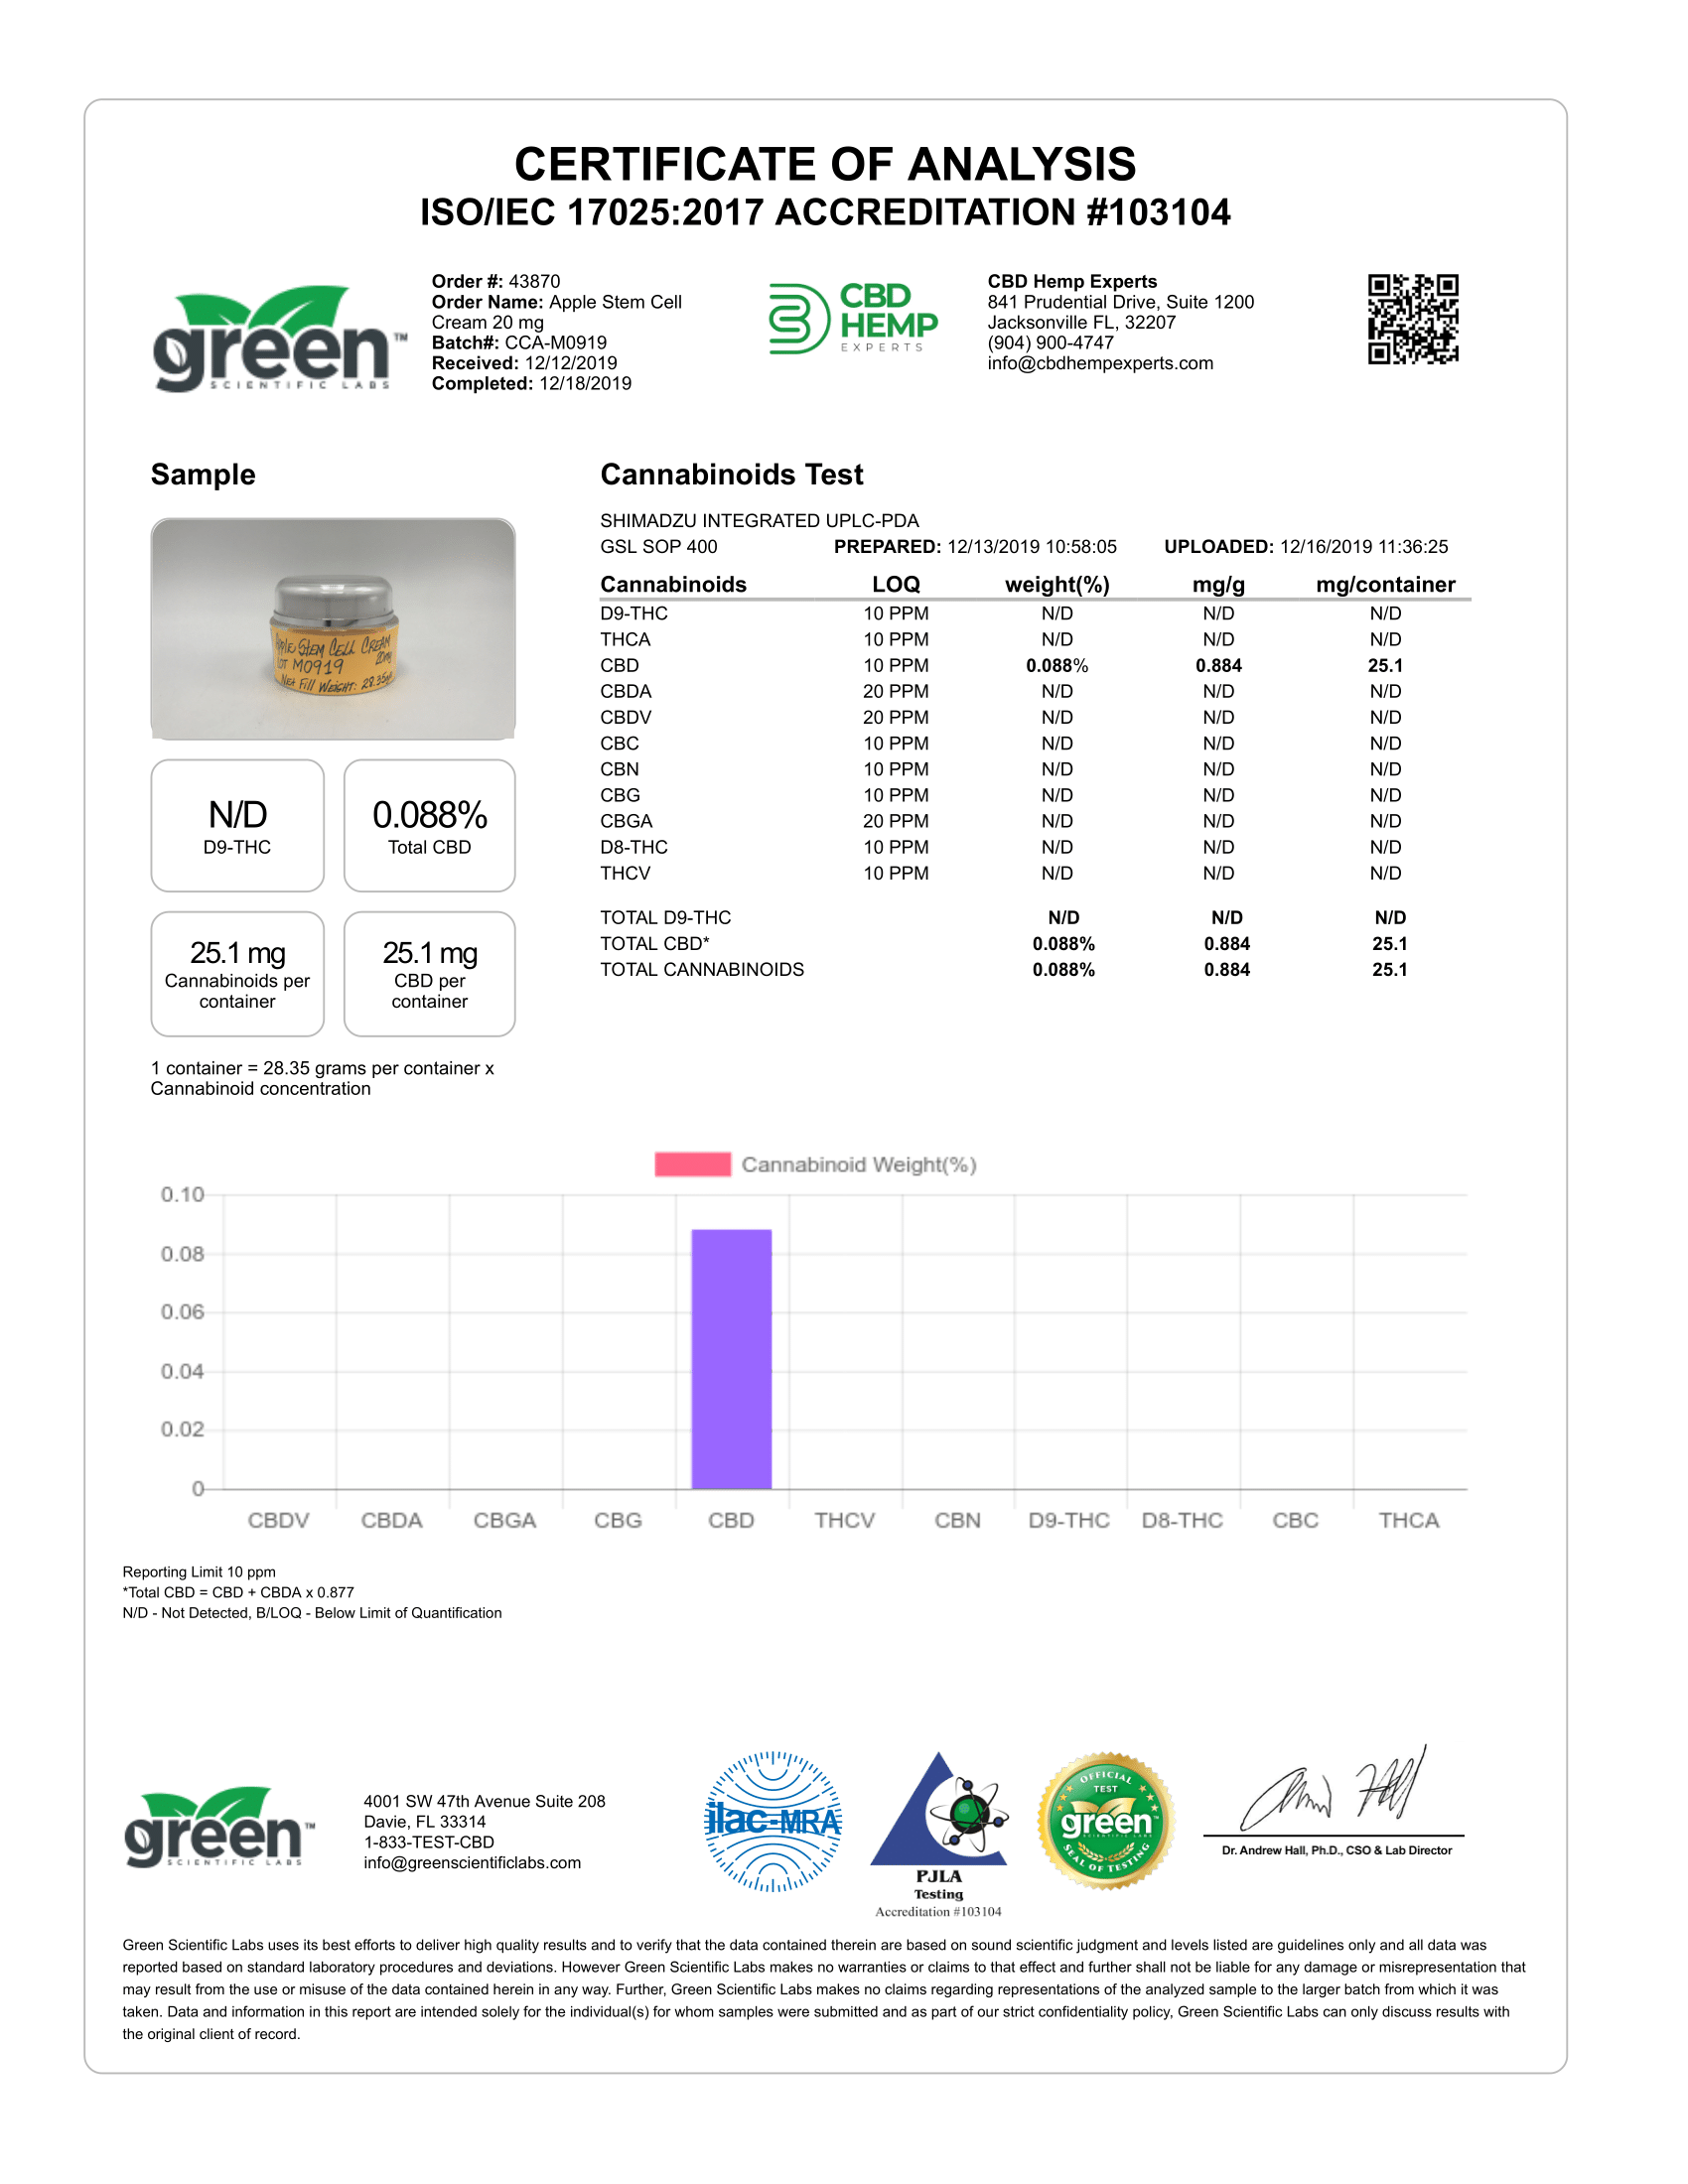 CERTIFICATE OF ANALYSIS
ISO/IEC 17025:2017 ACCREDITATION #103104
green™
SCIENTIFIC LABS
Order #: 43870
Order Name: Apple Stem Cell
Cream 20 mg
Batch#: CCA-M0919
Received: 12/12/2019
Completed: 12/18/2019
CBD
HEMP
EXPERTS
CBD Hemp Experts
841 Prudential Drive, Suite 1200
Jacksonville FL, 32207
(904) 900-4747
info@cbdhempexperts.com
Sample
APPLE STEM CELL CREAM
20mg
LOT M0919
Net Fill Weight: 28.35
N/D
D9-THC
0.088%
Total CBD
25.1 mg
Cannabinoids per
container
25.1 mg
CBD per
container
1 container = 28.35 grams per container x
Cannabinoid concentration
Cannabinoids Test
SHIMADZU INTEGRATED UPLC-PDA
GSL SOP 400 PREPARED: 12/13/2019 10:58:05 UPLOADED: 12/16/2019 11:36:25
Cannabinoids LOQ weight(%) mg/g mg/container
D9-THC 10 PPM N/D N/D N/D
THCA 10 PPM N/D N/D N/D
CBD 10 PPM 0.088% 0.884 25.1
CBDA 20 PPM N/D N/D N/D
CBDV 20 PPM N/D N/D N/D
CBC 10 PPM N/D N/D N/D
CBN 10 PPM N/D N/D N/D
CBG 10 PPM N/D N/D N/D
CBGA 20 PPM N/D N/D N/D
D8-THC 10 PPM N/D N/D N/D
THCV 10 PPM N/D N/D N/D
TOTAL D9-THC N/D N/D N/D
TOTAL CBD* 0.088% 0.884 25.1
TOTAL CANNABINOIDS 0.088% 0.884 25.1
Cannabinoid Weight(%)
0.10
0.08
0.06
0.04
0.02
0
CBDV CBDA CBGA CBG CBD THCV CBN D9-THC D8-THC CBC THCA
Reporting Limit 10 ppm
*Total CBD = CBD + CBDA x 0.877
N/D - Not Detected, B/LOQ - Below Limit of Quantification
green™
SCIENTIFIC LABS
4001 SW 47th Avenue Suite 208
Davie, FL 33314
1-833-TEST-CBD
info@greenscientificlabs.com
ilac-MRA
PJLA
Testing
Accreditation #103104
OFFICIAL
TEST
green™
SCIENTIFIC LABS
SEAL OF TESTING
Dr. Andrew Hall, Ph.D., CSO & Lab Director
Green Scientific Labs uses its best efforts to deliver high quality results and to verify that the data contained therein are based on sound scientific judgment and levels listed are guidelines only and all data was
reported based on standard laboratory procedures and deviations. However Green Scientific Labs makes no warranties or claims to that effect and further shall not be liable for any damage or misrepresentation that
may result from the use or misuse of the data contained herein in any way. Further, Green Scientific Labs makes no claims regarding representations of the analyzed sample to the larger batch from which it was
taken. Data and information in this report are intended solely for the individual(s) for whom samples were submitted and as part of our strict confidentiality policy, Green Scientific Labs can only discuss results with
the original client of record.